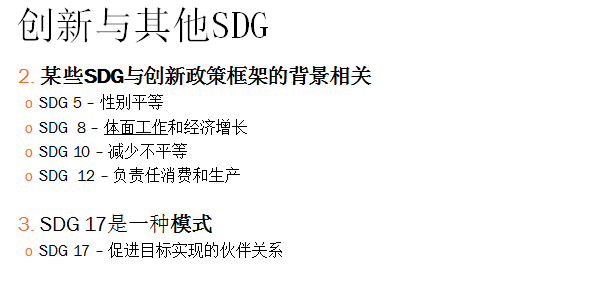 创新与其他SDG
2. 某些SDG与创新政策框架的背景相关
o SDG 5 – 性别平等
o SDG 8 – 体面工作和经济增长
o SDG 10 – 减少不平等
o SDG 12 – 负责任消费和生产
3. SDG 17是一种模式
o SDG 17 – 促进目标实现的伙伴关系